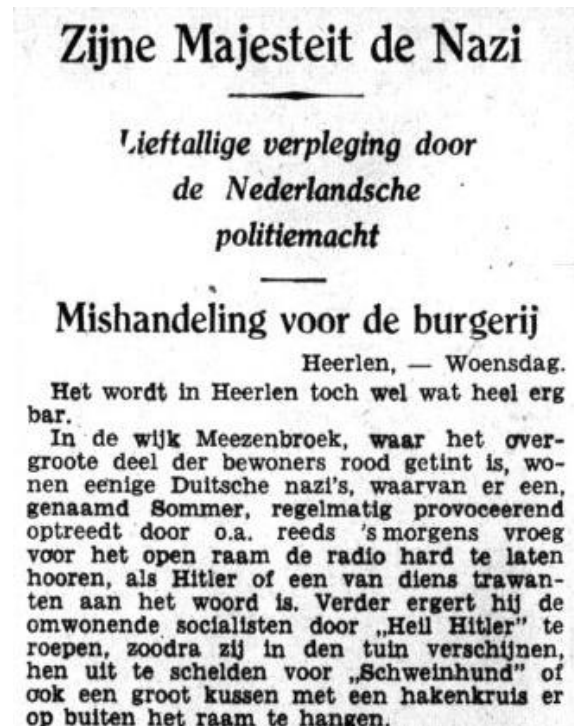 Zijne Majesteit de Nazi
Lieftallige verpleging door
de Nederlandsche
politiemacht
Mishandeling voor de burgerij
Heerlen, — Woensdag.
Het wordt in Heerlen toch wel wat heel erg
bar.
In de wijk Meezenbroek, waar het over-
groote deel der bewoners rood getint is, wo-
nen eenige Duitsche nazi's, waarvan er een,
genaamd Sommer, regelmatig provoceerend
optreedt door o.a. reeds 's morgens vroeg
voor het open raam de radio hard te laten
hooren, als Hitler of een van diens trawan-
ten aan het woord is. Verder ergert hij de
omwonende socialisten door „Heil Hitler" te
roepen, zoodra zij in den tuin verschijnen,
hen uit te schelden voor „Schweinhund" of
ook een groot kussen met een hakenkruis er
op buiten het raam te hangen.